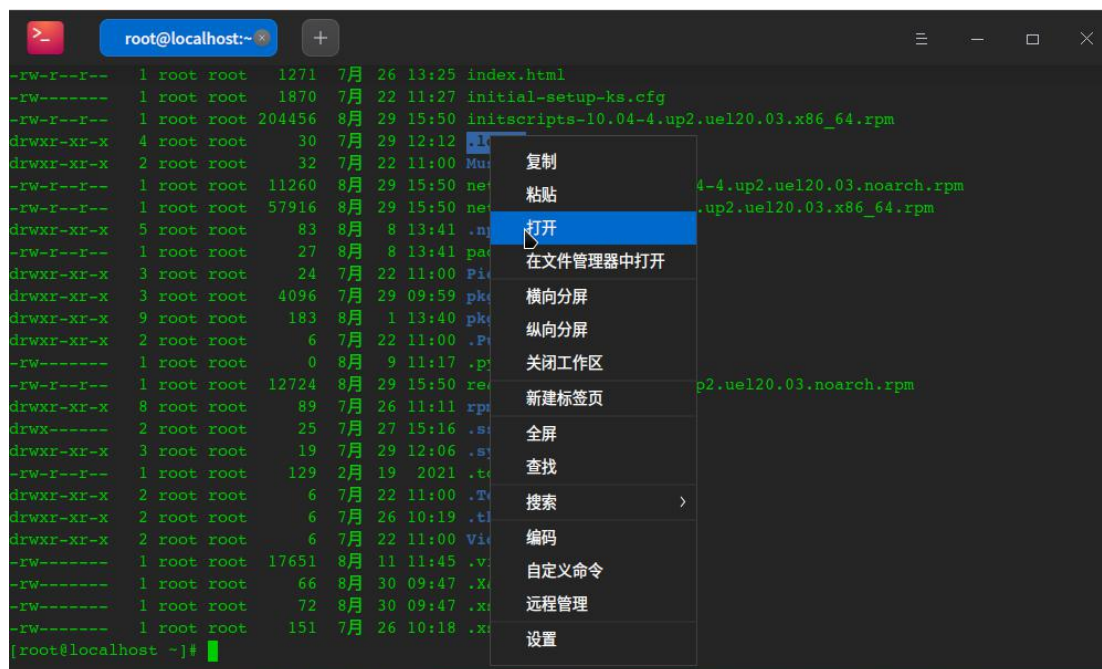 >_ root@localhost:~
-rw-r--r-- 1 root root 1271 7月 26 13:25 index.html
-rw------- 1 root root 1870 7月 22 11:27 initial-setup-ks.cfg
-rw-r--r-- 1 root root 204456 8月 29 15:50 initscripts-10.04-4.up2.uel20.03.x86_64.rpm
drwxr-xr-x 4 root root 30 7月 29 12:12
drwxr-xr-x 2 root root 32 7月 22 11:00
-rw-r--r-- 1 root root 11260 8月 29 15:50 4-4.up2.uel20.03.noarch.rpm
-rw-r--r-- 1 root root 57916 8月 29 15:50 .up2.uel20.03.x86_64.rpm
drwxr-xr-x 5 root root 83 8月 8 13:41
-rw-r--r-- 1 root root 27 8月 8 13:41
drwxr-xr-x 3 root root 24 7月 22 11:00
drwxr-xr-x 3 root root 4096 7月 29 09:59
drwxr-xr-x 9 root root 183 8月 1 13:40
drwxr-xr-x 2 root root 6 7月 22 11:00
-rw------- 1 root root 0 8月 9 11:17
-rw-r--r-- 1 root root 12724 8月 29 15:50 p2.uel20.03.noarch.rpm
drwxr-xr-x 8 root root 89 7月 26 11:11
drwx------ 2 root root 25 7月 27 15:16
drwxr-xr-x 3 root root 19 7月 29 12:06
-rw-r--r-- 1 root root 129 2月 19 2021
drwxr-xr-x 2 root root 6 7月 22 11:00
drwxr-xr-x 2 root root 6 7月 26 10:19
drwxr-xr-x 2 root root 6 7月 22 11:00
-rw------- 1 root root 17651 8月 11 11:45
-rw------- 1 root root 66 8月 30 09:47
-rw------- 1 root root 72 8月 30 09:47
-rw------- 1 root root 151 7月 26 10:18
[root@localhost ~]#
复制
粘贴
打开
在文件管理器中打开
横向分屏
纵向分屏
关闭工作区
新建标签页
全屏
查找
搜索
编码
自定义命令
远程管理
设置